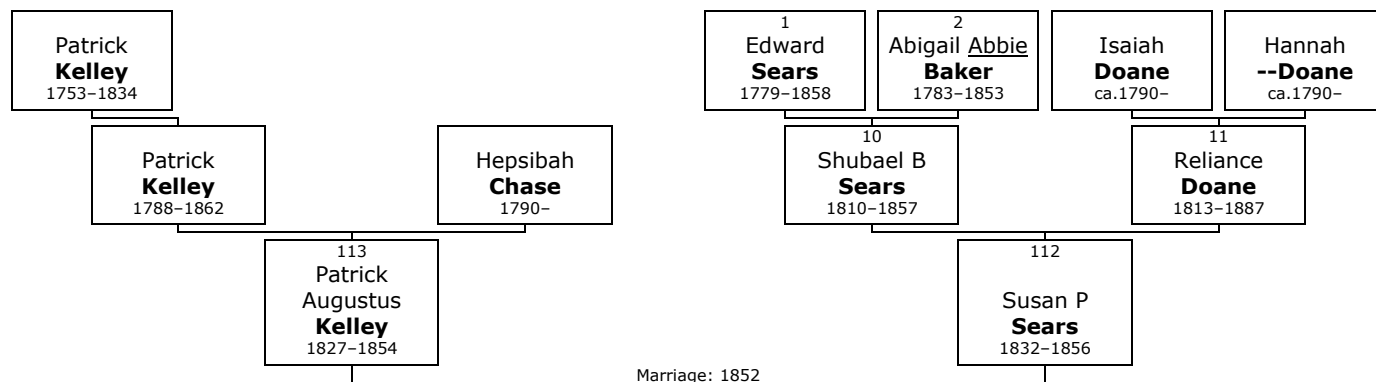 Patrick
Kelley
1753–1834
1
Edward
Sears
1779–1858
2
Abigail Abbie
Baker
1783–1853
Isaiah
Doane
ca.1790–
Hannah
--Doane
ca.1790–
Patrick
Kelley
1788–1862
Hepsibah
Chase
1790–
10
Shubael B
Sears
1810–1857
11
Reliance
Doane
1813–1887
113
Patrick
Augustus
Kelley
1827–1854
112
Susan P
Sears
1832–1856
Marriage: 1852